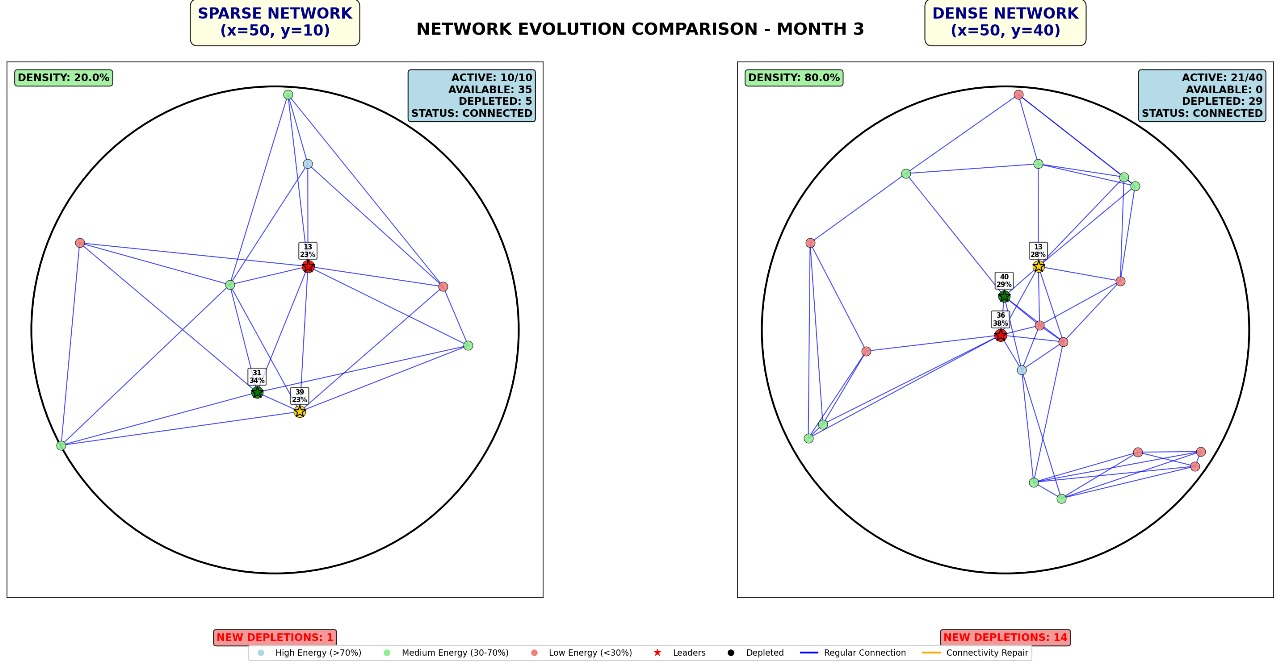 SPARSE NETWORK
(x=50, y=10)
NETWORK EVOLUTION COMPARISON - MONTH 3
DENSE NETWORK
(x=50, y=40)
DENSITY: 20.0%
ACTIVE: 10/10
AVAILABLE: 35
DEPLETED: 5
STATUS: CONNECTED
13
23%
31
34%
39
23%
DENSITY: 80.0%
ACTIVE: 21/40
AVAILABLE: 0
DEPLETED: 29
STATUS: CONNECTED
13
28%
40
29%
36
38%
NEW DEPLETIONS: 1
NEW DEPLETIONS: 14
High Energy (>70%)
Medium Energy (30-70%)
Low Energy (<30%)
Leaders
Depleted
Regular Connection
Connectivity Repair